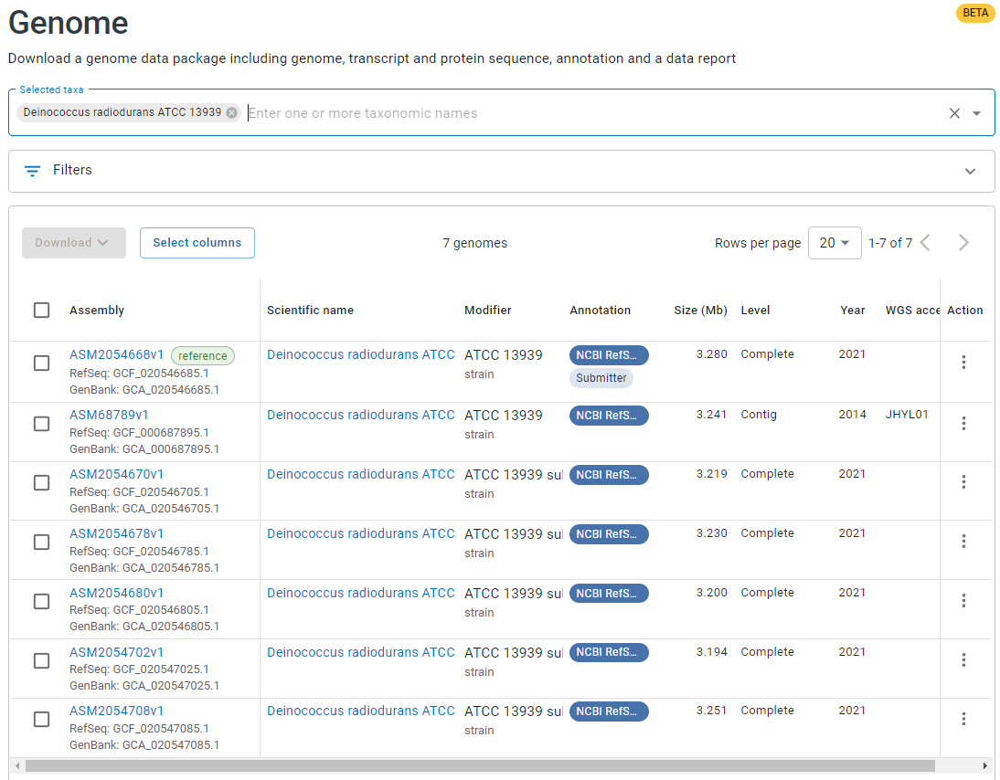 Genome
BETA
Download a genome data package including genome, transcript and protein sequence, annotation and a data report
Selected taxa
Deinococcus radiodurans ATCC 13939 Enter one or more taxonomic names
Filters
Download Select columns 7 genomes Rows per page 20 1-7 of 7
Assembly Scientific name Modifier Annotation Size (Mb) Level Year WGS acce Action
ASM2054668v1 reference Deinococcus radiodurans ATCC ATCC 13939 NCBI RefS... 3.280 Complete 2021
RefSeq: GCF_020546685.1 strain Submitter
GenBank: GCA_020546685.1
ASM68789v1 Deinococcus radiodurans ATCC ATCC 13939 NCBI RefS... 3.241 Contig 2014 JHYL01
RefSeq: GCF_000687895.1 strain
GenBank: GCA_000687895.1
ASM2054670v1 Deinococcus radiodurans ATCC ATCC 13939 sul NCBI RefS... 3.219 Complete 2021
RefSeq: GCF_020546705.1 strain
GenBank: GCA_020546705.1
ASM2054678v1 Deinococcus radiodurans ATCC ATCC 13939 sul NCBI RefS... 3.230 Complete 2021
RefSeq: GCF_020546785.1 strain
GenBank: GCA_020546785.1
ASM2054680v1 Deinococcus radiodurans ATCC ATCC 13939 sul NCBI RefS... 3.200 Complete 2021
RefSeq: GCF_020546805.1 strain
GenBank: GCA_020546805.1
ASM2054702v1 Deinococcus radiodurans ATCC ATCC 13939 sul NCBI RefS... 3.194 Complete 2021
RefSeq: GCF_020547025.1 strain
GenBank: GCA_020547025.1
ASM2054708v1 Deinococcus radiodurans ATCC ATCC 13939 sul NCBI RefS... 3.251 Complete 2021
RefSeq: GCF_020547085.1 strain
GenBank: GCA_020547085.1